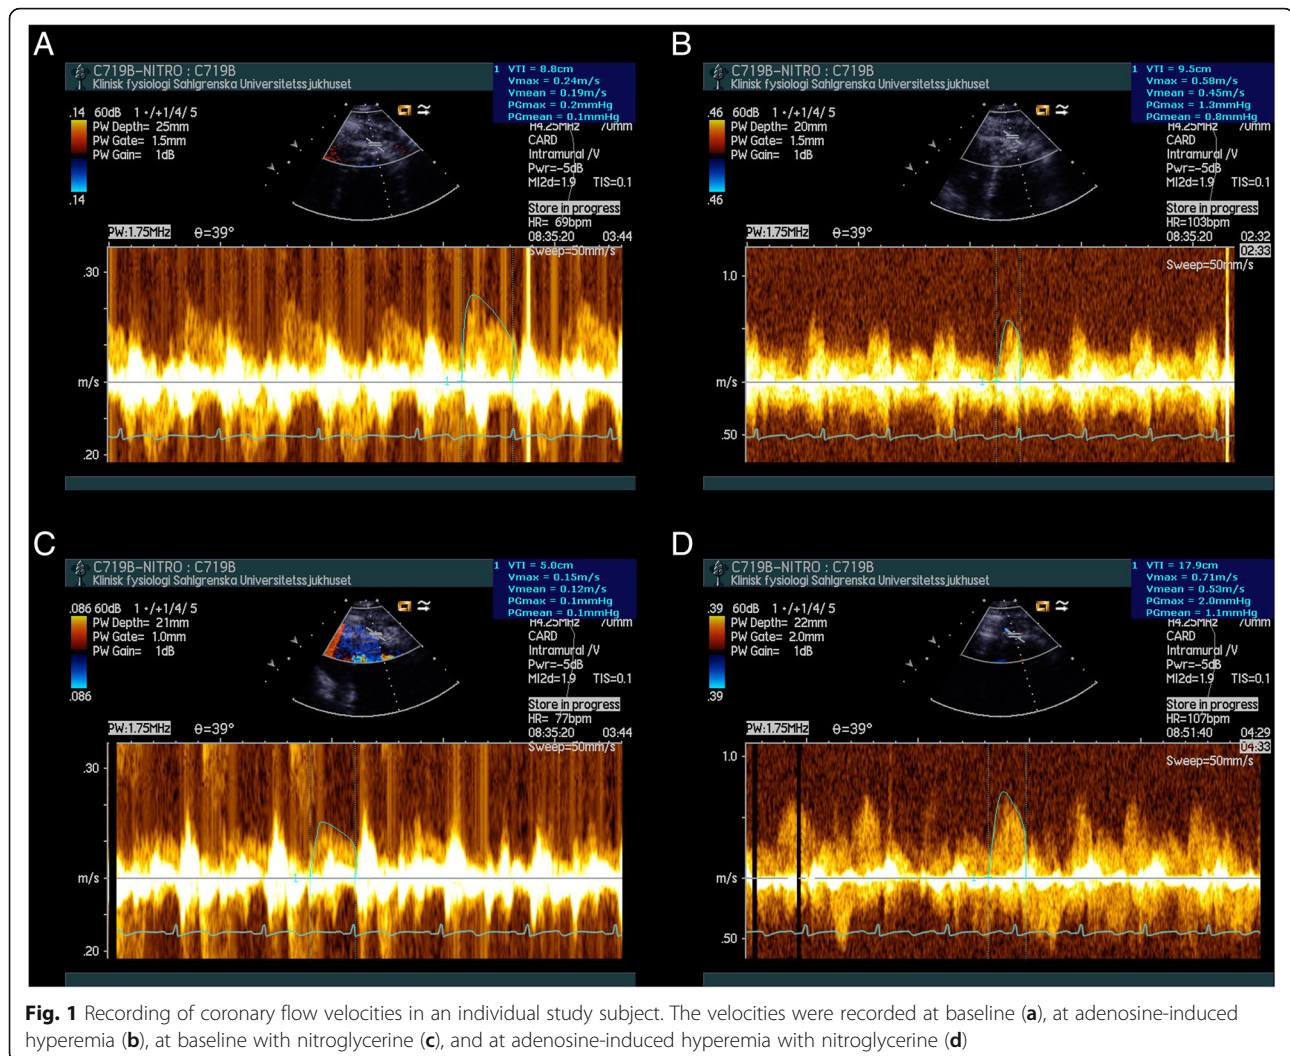 A
C719B-NITRO : C719B
Klinisk fysiologi Sahlgrenska Universitetssjukhuset
1 VTI = 8.8cm
Vmax = 0.24m/s
Vmean = 0.19m/s
PGmax = 0.2mmHg
PGmean = 0.1mmHg
.14 60dB 1 •/+1/4/ 5
PW Depth= 25mm
PW Gate= 1.5mm
PW Gain= 1dB
.14
H4.25MHz 70mm
CARD
Intramural /V
Pwr=-5dB
MI2d=1.9 TIS=0.1
Store in progress
HR= 69bpm
08:35:20 03:44
Sweep=50mm/s
PW:1.75MHz θ=39°
.30
m/s
1
.20
B
C719B-NITRO : C719B
Klinisk fysiologi Sahlgrenska Universitetssjukhuset
1 VTI = 9.5cm
Vmax = 0.58m/s
Vmean = 0.45m/s
PGmax = 1.3mmHg
PGmean = 0.8mmHg
.46 60dB 1 •/+1/4/ 5
PW Depth= 20mm
PW Gate= 1.5mm
PW Gain= 1dB
.46
H4.25MHz 70mm
CARD
Intramural /V
Pwr=-5dB
MI2d=1.9 TIS=0.1
Store in progress
HR=103bpm
08:35:20 02:32
02:33
Sweep=50mm/s
PW:1.75MHz θ=39°
1.0
m/s
1
.50
C
C719B-NITRO : C719B
Klinisk fysiologi Sahlgrenska Universitetssjukhuset
1 VTI = 5.0cm
Vmax = 0.15m/s
Vmean = 0.12m/s
PGmax = 0.1mmHg
PGmean = 0.1mmHg
.086 60dB 1 •/+1/4/ 5
PW Depth= 21mm
PW Gate= 1.0mm
PW Gain= 1dB
.086
H4.25MHz 70mm
CARD
Intramural /V
Pwr=-5dB
MI2d=1.9 TIS=0.1
Store in progress
HR= 77bpm
08:35:20 03:44
Sweep=50mm/s
PW:1.75MHz θ=39°
.30
m/s
1
.20
D
C719B-NITRO : C719B
Klinisk fysiologi Sahlgrenska Universitetssjukhuset
1 VTI = 17.9cm
Vmax = 0.71m/s
Vmean = 0.53m/s
PGmax = 2.0mmHg
PGmean = 1.1mmHg
.39 60dB 1 •/+1/4/ 5
PW Depth= 22mm
PW Gate= 2.0mm
PW Gain= 1dB
.39
H4.25MHz 70mm
CARD
Intramural /V
Pwr=-5dB
MI2d=1.9 TIS=0.1
Store in progress
HR=107bpm
08:51:40 04:29
04:33
Sweep=50mm/s
PW:1.75MHz θ=39°
1.0
m/s
1
.50
Fig. 1 Recording of coronary flow velocities in an individual study subject. The velocities were recorded at baseline (a), at adenosine-induced
hyperemia (b), at baseline with nitroglycerine (c), and at adenosine-induced hyperemia with nitroglycerine (d)